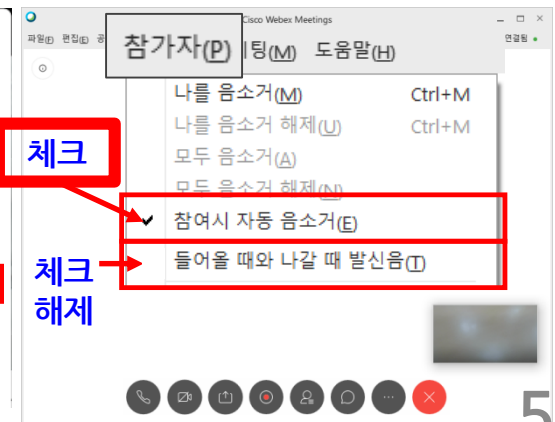 Cisco Webex Meetings
파일(F) 편집(E) 공
연결됨
참가자(P) 미팅(M) 도움말(H)
나를 음소거(M) Ctrl+M
나를 음소거 해제(U) Ctrl+M
모두 음소거(A)
모두 음소거 해제(N)
체크
참여시 자동 음소거(E)
들어올 때와 나갈 때 발신음(T)
체크
해제
5